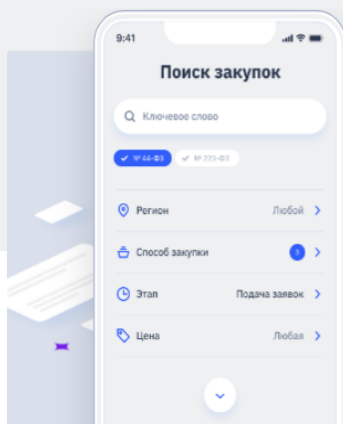 9:41
Поиск закупок
Ключевое слово
№ 44-ФЗ № 223-ФЗ
Регион Любой
Способ закупки 3
Этап Подача заявок
Цена Любая